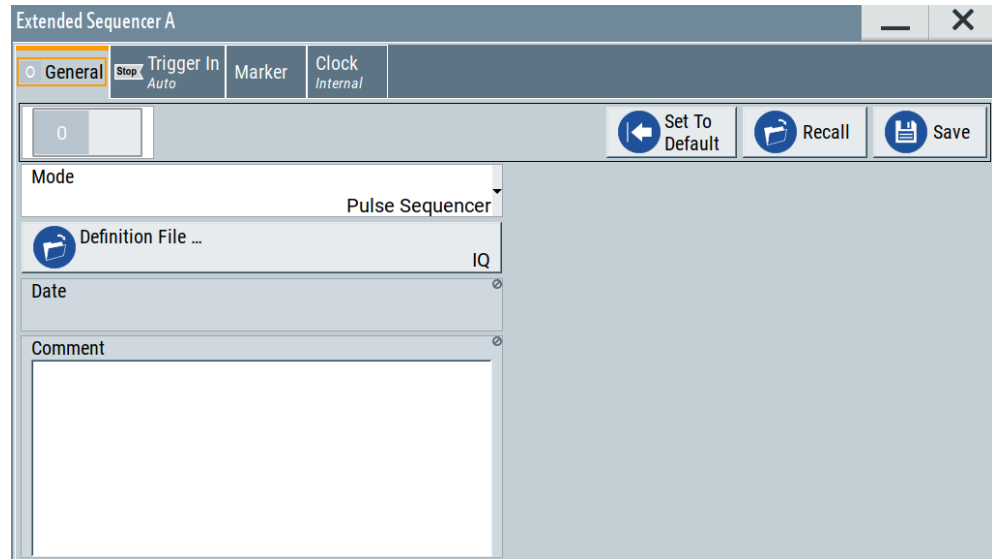 Extended Sequencer A
0 General
Stop Trigger In
Auto
Marker
Clock
Internal
0
Set To
Default
Recall
Save
Mode
Pulse Sequencer
Definition File ...
IQ
Date
Comment